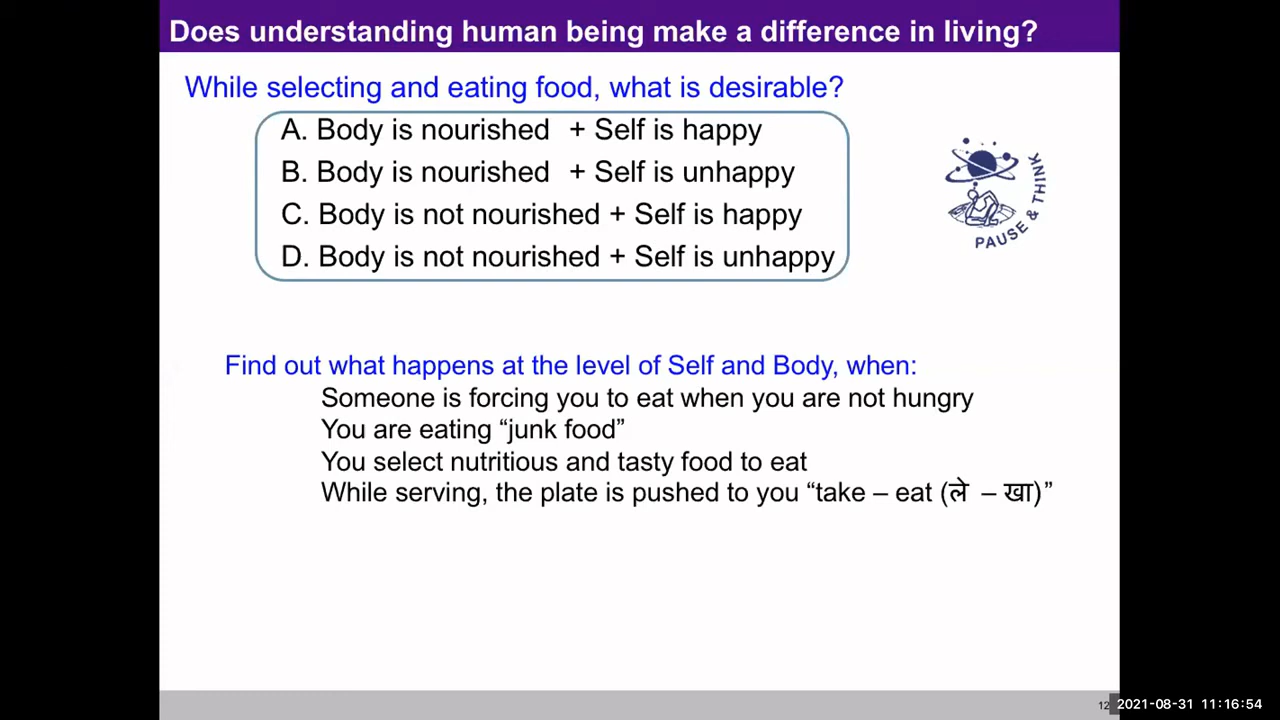 Does understanding human being make a difference in living?
While selecting and eating food, what is desirable?
A. Body is nourished + Self is happy
B. Body is nourished + Self is unhappy
C. Body is not nourished + Self is happy
D. Body is not nourished + Self is unhappy
PAUSE & THINK
Find out what happens at the level of Self and Body, when:
Someone is forcing you to eat when you are not hungry
You are eating “junk food”
You select nutritious and tasty food to eat
While serving, the plate is pushed to you “take – eat (ले – खा)”
12
2021-08-31 11:16:54